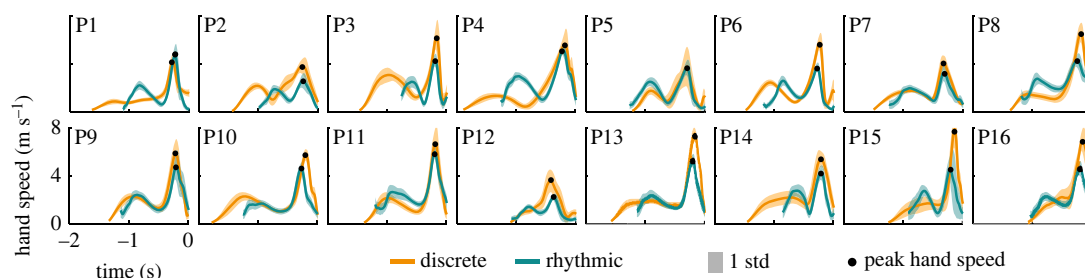 P1 P2 P3 P4 P5 P6 P7 P8
8 P9 P10 P11 P12 P13 P14 P15 P16
4
0
−2 −1 0
time (s)
hand speed (m s⁻¹)
discrete rhythmic 1 std peak hand speed